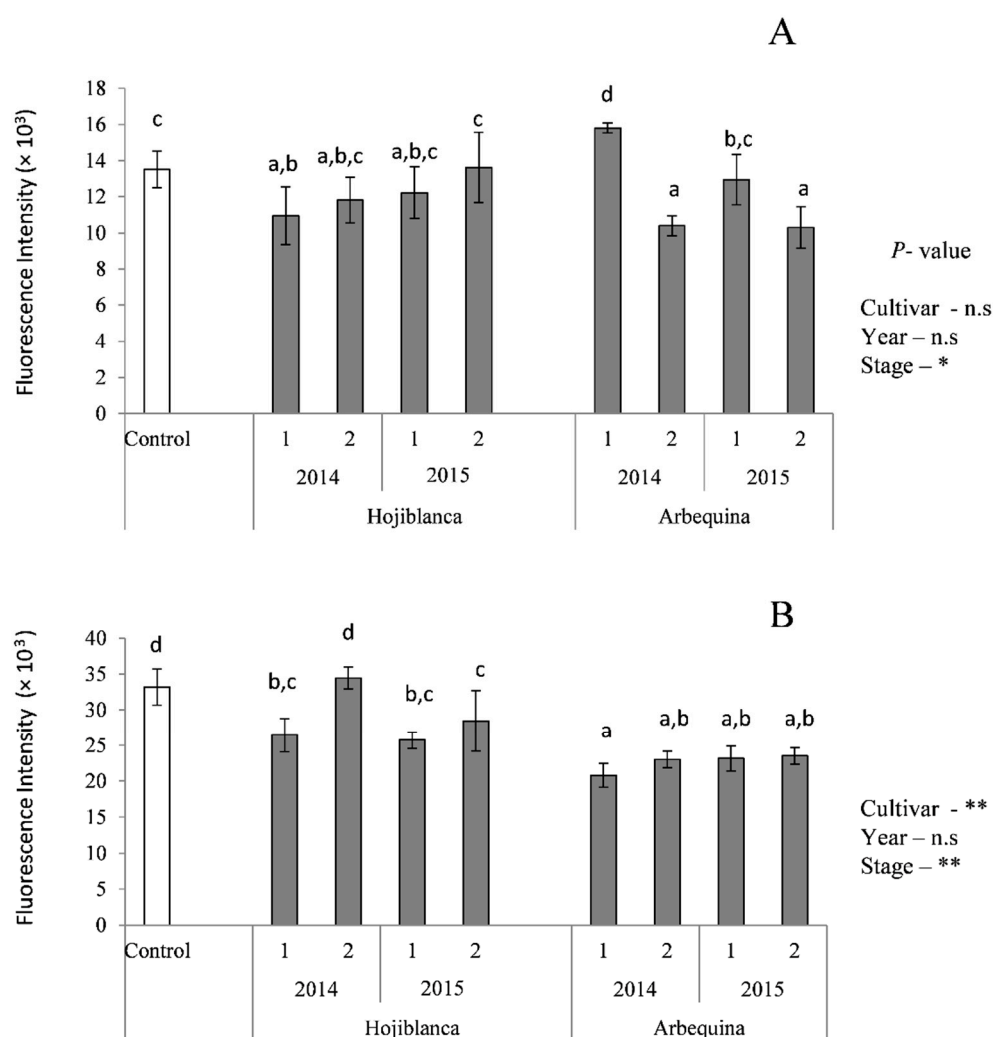 A
Fluorescence Intensity (× 10³)
18
16
14
12
10
8
6
4
2
0
c
a,b
a,b,c
a,b,c
c
d
a
b,c
a
Control
1 2 1 2 1 2 1 2
2014 2015 2014 2015
Hojiblanca Arbequina
P- value
Cultivar - n.s
Year – n.s
Stage – *
B
Fluorescence Intensity (× 10³)
40
35
30
25
20
15
10
5
0
d
b,c
d
b,c
c
a
a,b
a,b
a,b
Control
1 2 1 2 1 2 1 2
2014 2015 2014 2015
Hojiblanca Arbequina
Cultivar - **
Year – n.s
Stage – **